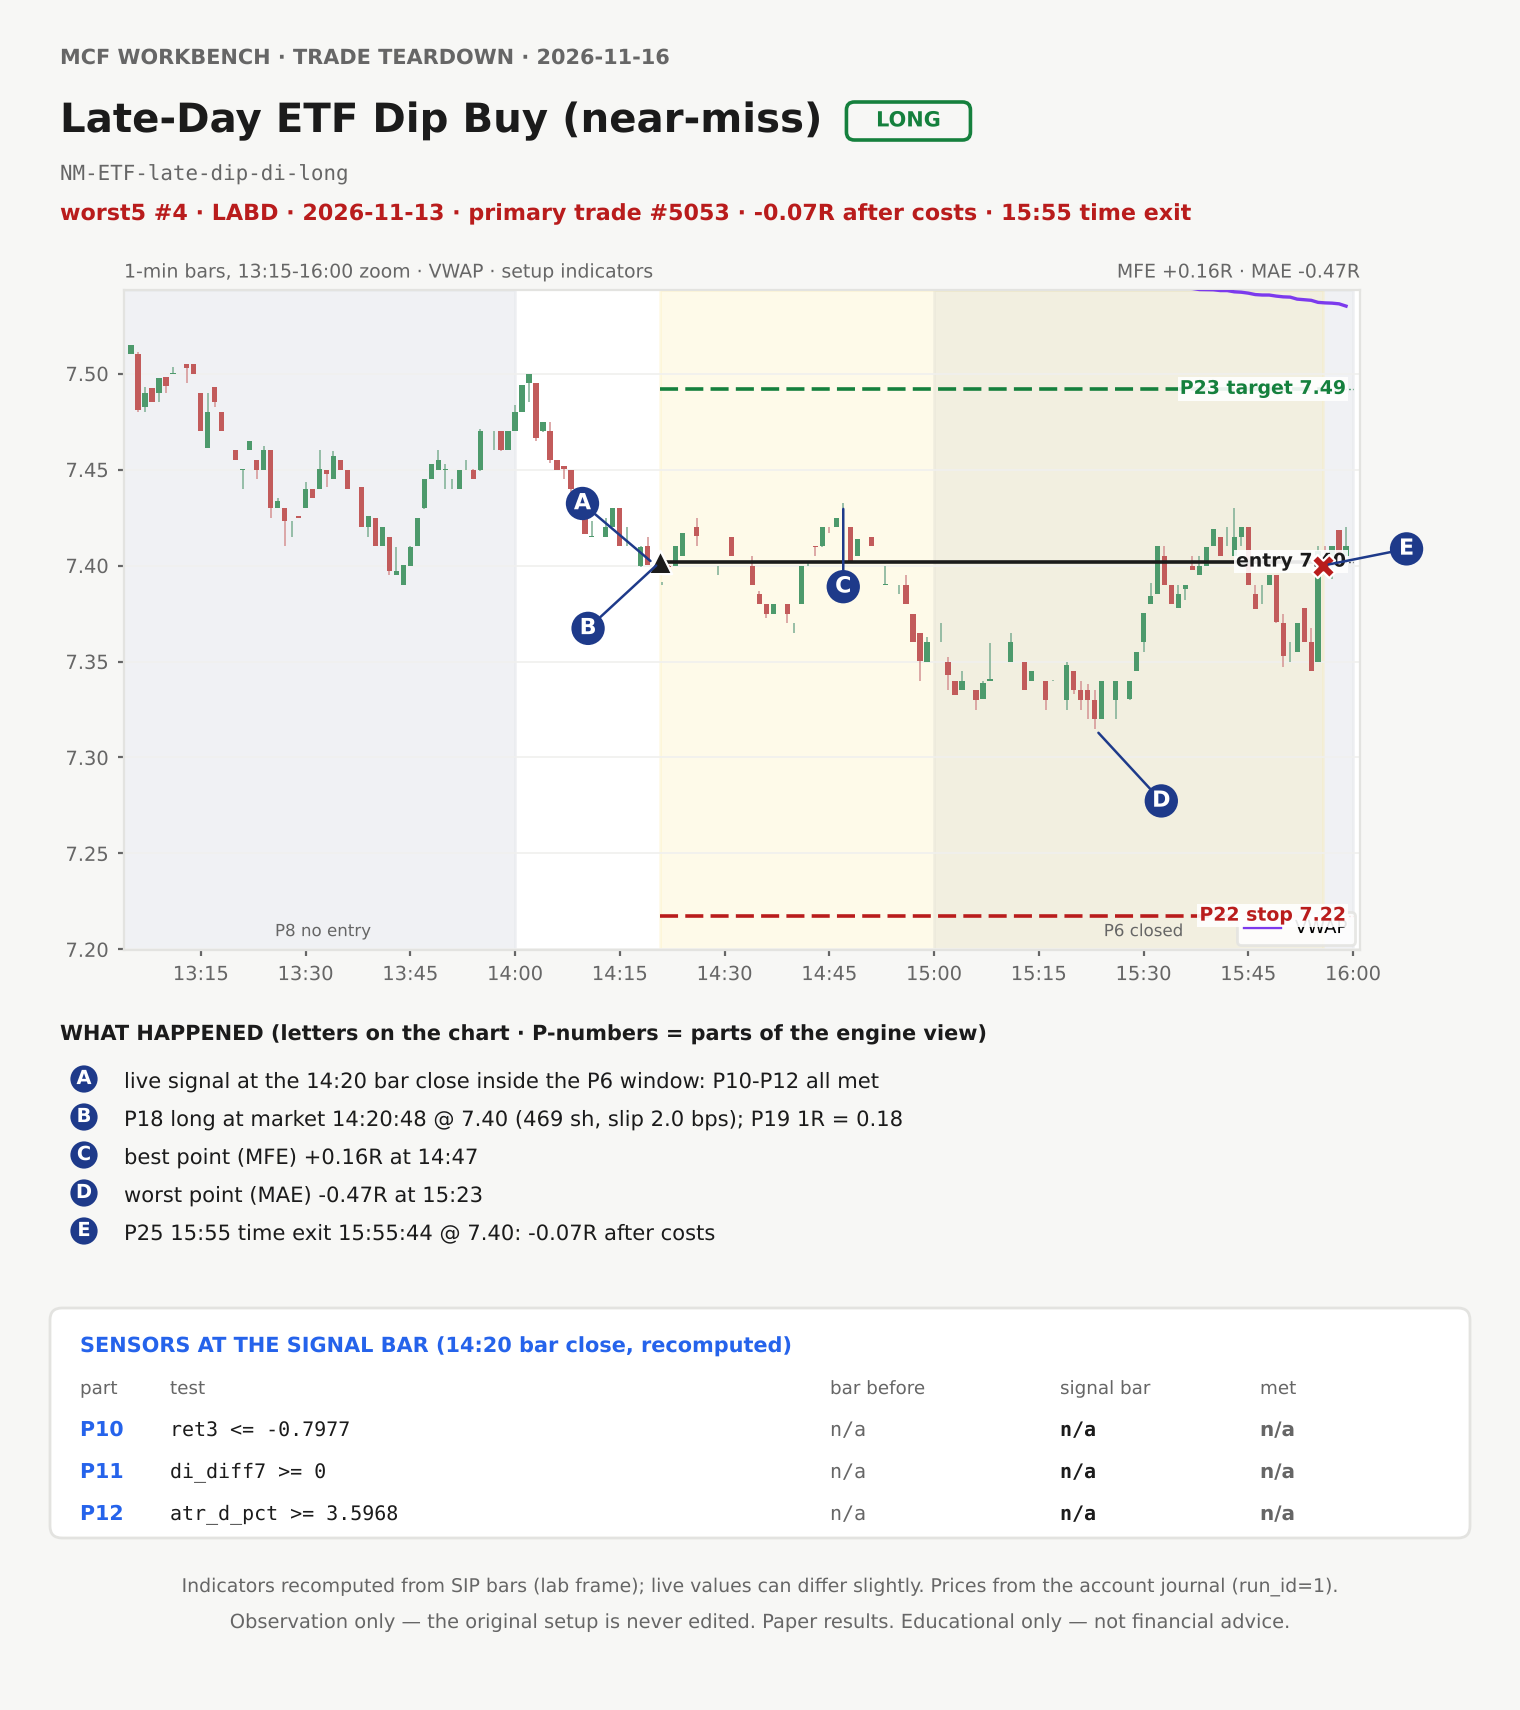 MCF WORKBENCH · TRADE TEARDOWN · 2026-11-16
Late-Day ETF Dip Buy (near-miss) LONG
NM-ETF-late-dip-di-long
worst5 #4 · LABD · 2026-11-13 · primary trade #5053 · -0.07R after costs · 15:55 time exit
1-min bars, 13:15-16:00 zoom · VWAP · setup indicators MFE +0.16R · MAE -0.47R
7.50
7.45
7.40
7.35
7.30
7.25
7.20
P23 target 7.49
A
entry 7.40
E
C
B
D
P22 stop 7.22
VWAP
P8 no entry
P6 closed
13:15 13:30 13:45 14:00 14:15 14:30 14:45 15:00 15:15 15:30 15:45 16:00
WHAT HAPPENED (letters on the chart · P-numbers = parts of the engine view)
A live signal at the 14:20 bar close inside the P6 window: P10-P12 all met
B P18 long at market 14:20:48 @ 7.40 (469 sh, slip 2.0 bps); P19 1R = 0.18
C best point (MFE) +0.16R at 14:47
D worst point (MAE) -0.47R at 15:23
E P25 15:55 time exit 15:55:44 @ 7.40: -0.07R after costs
SENSORS AT THE SIGNAL BAR (14:20 bar close, recomputed)
part test bar before signal bar met
P10 ret3 <= -0.7977 n/a n/a n/a
P11 di_diff7 >= 0 n/a n/a n/a
P12 atr_d_pct >= 3.5968 n/a n/a n/a
Indicators recomputed from SIP bars (lab frame); live values can differ slightly. Prices from the account journal (run_id=1).
Observation only — the original setup is never edited. Paper results. Educational only — not financial advice.